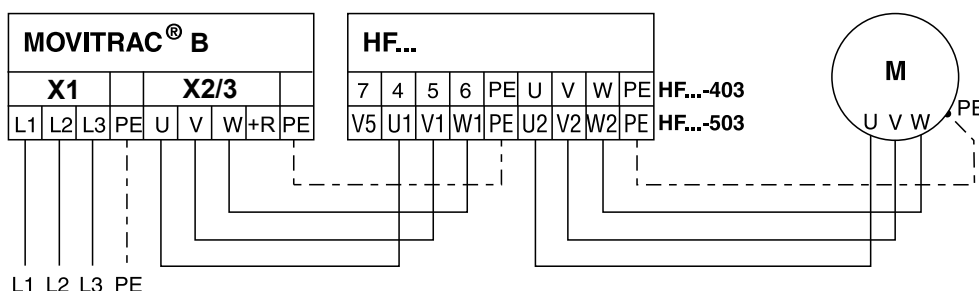 MOVITRAC® B
X1 X2/3
L1 L2 L3 PE U V W +R PE
HF...
7 4 5 6 PE U V W PE HF...-403
V5 U1 V1 W1 PE U2 V2 W2 PE HF...-503
M
U V W PE
L1 L2 L3 PE